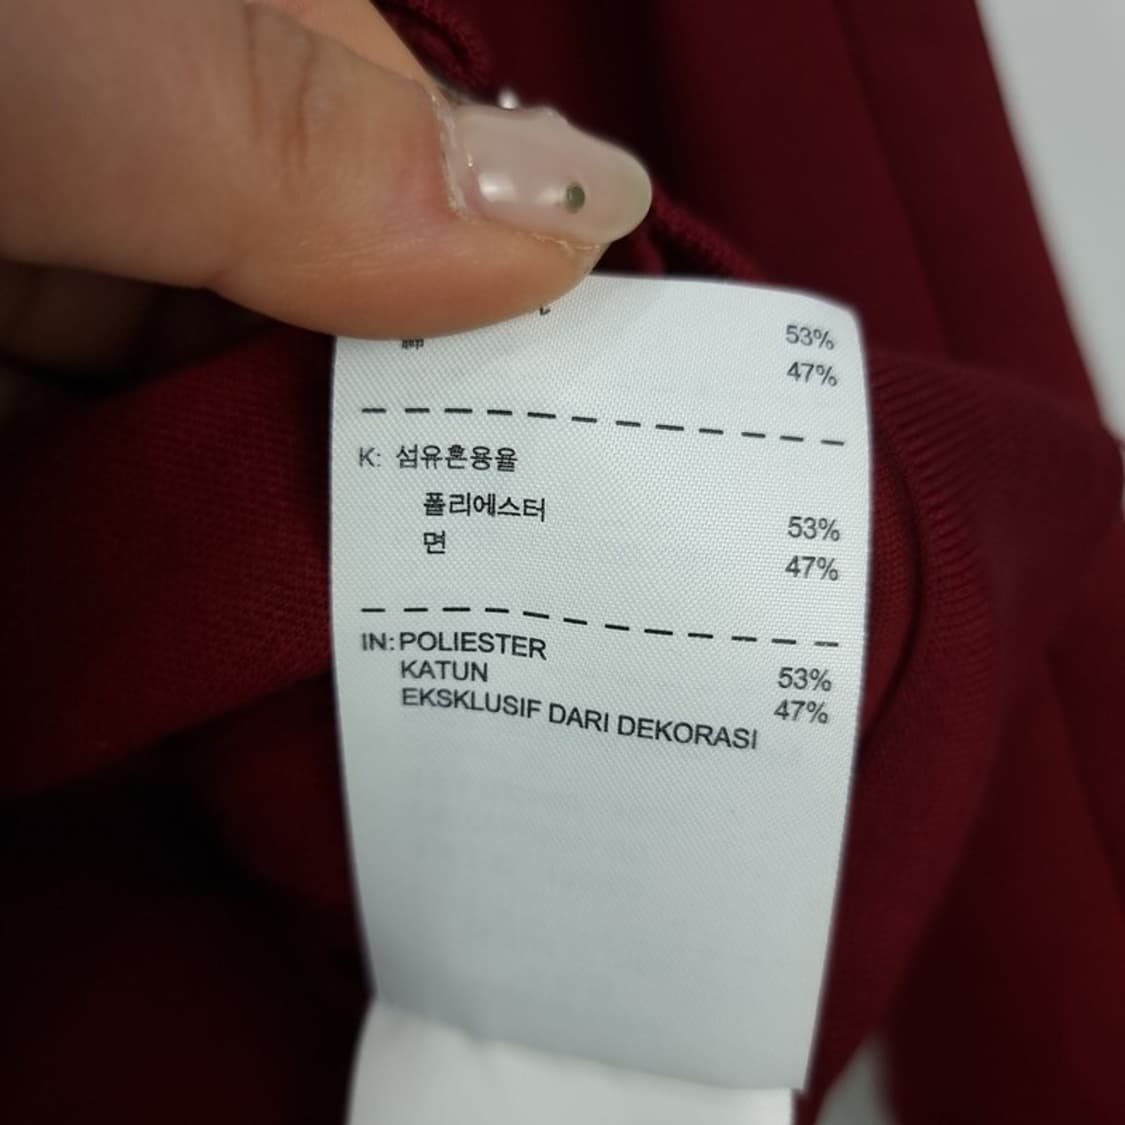 53%
47%
K: 섬유혼용율
폴리에스터 53%
면 47%
IN: POLIESTER 53%
KATUN 47%
EKSKLUSIF DARI DEKORASI